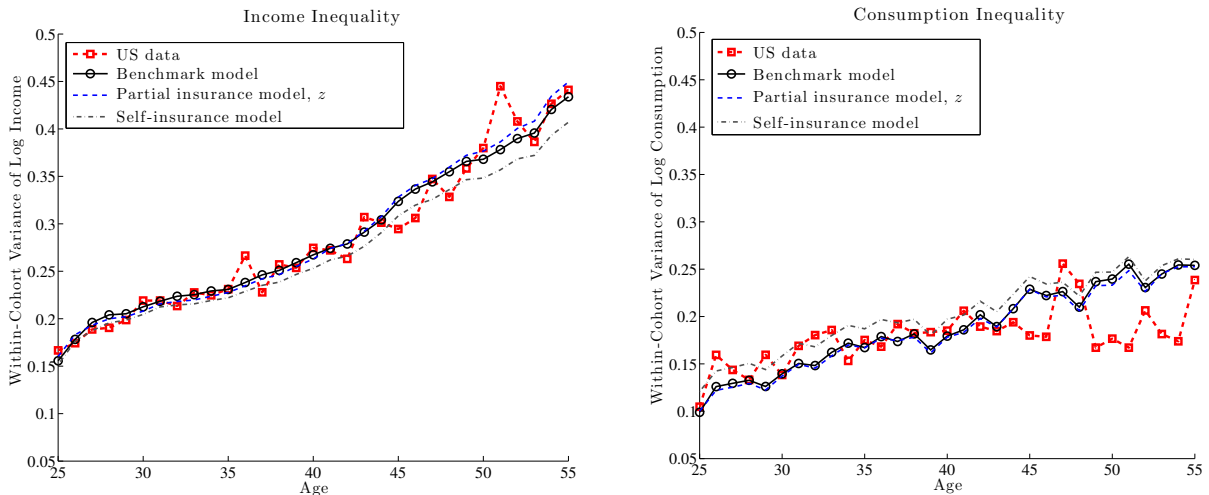 Income Inequality
0.5
US data
Benchmark model
Partial insurance model, z
Self-insurance model
0.45
0.4
0.35
0.3
0.25
0.2
0.15
0.1
0.05
Within-Cohort Variance of Log Income
25 30 35 40 45 50 55
Age
Consumption Inequality
0.5
US data
Benchmark model
Partial insurance model, z
Self-insurance model
0.45
0.4
0.35
0.3
0.25
0.2
0.15
0.1
0.05
Within-Cohort Variance of Log Consumption
25 30 35 40 45 50 55
Age